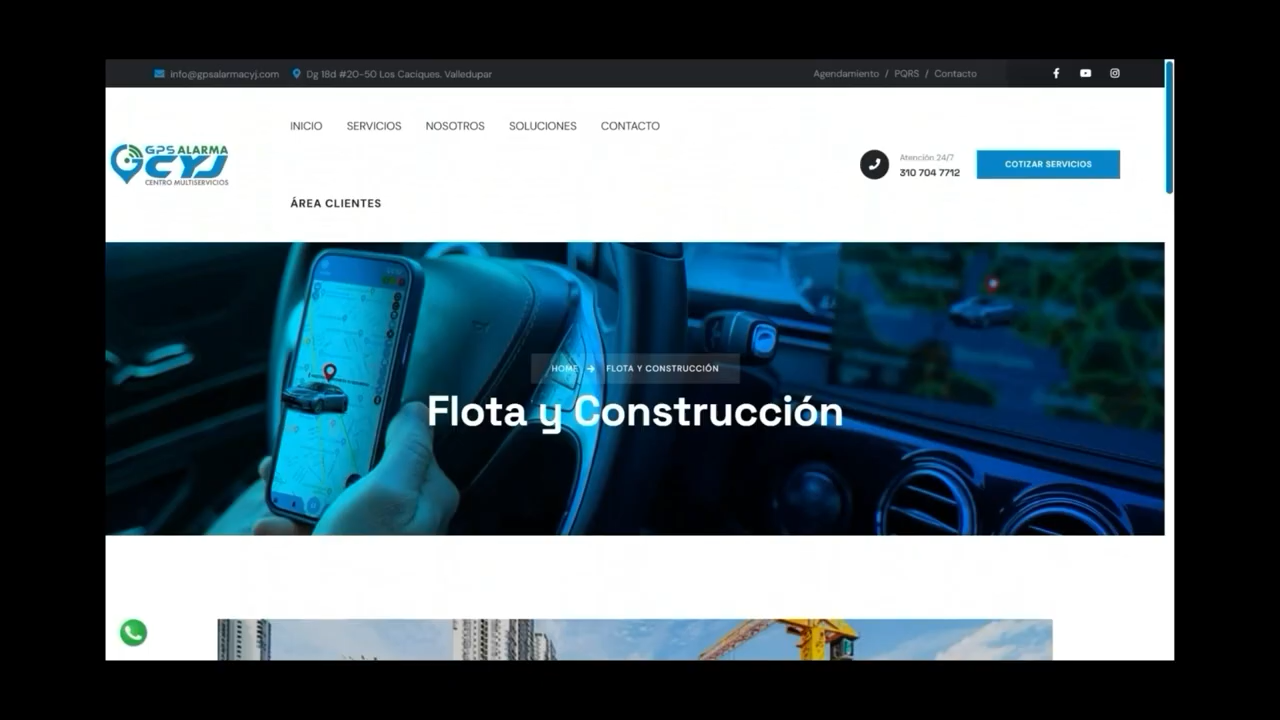 info@gpsalarmacyj.com Dg 18d #20-50 Los Caciques. Valledupar
Agendamiento / PQRS / Contacto
INICIO SERVICIOS NOSOTROS SOLUCIONES CONTACTO
GPS ALARMA
CYJ
CENTRO MULTISERVICIOS
Atención 24/7
310 704 7712
COTIZAR SERVICIOS
ÁREA CLIENTES
HOME → FLOTA Y CONSTRUCCIÓN
Flota y Construcción